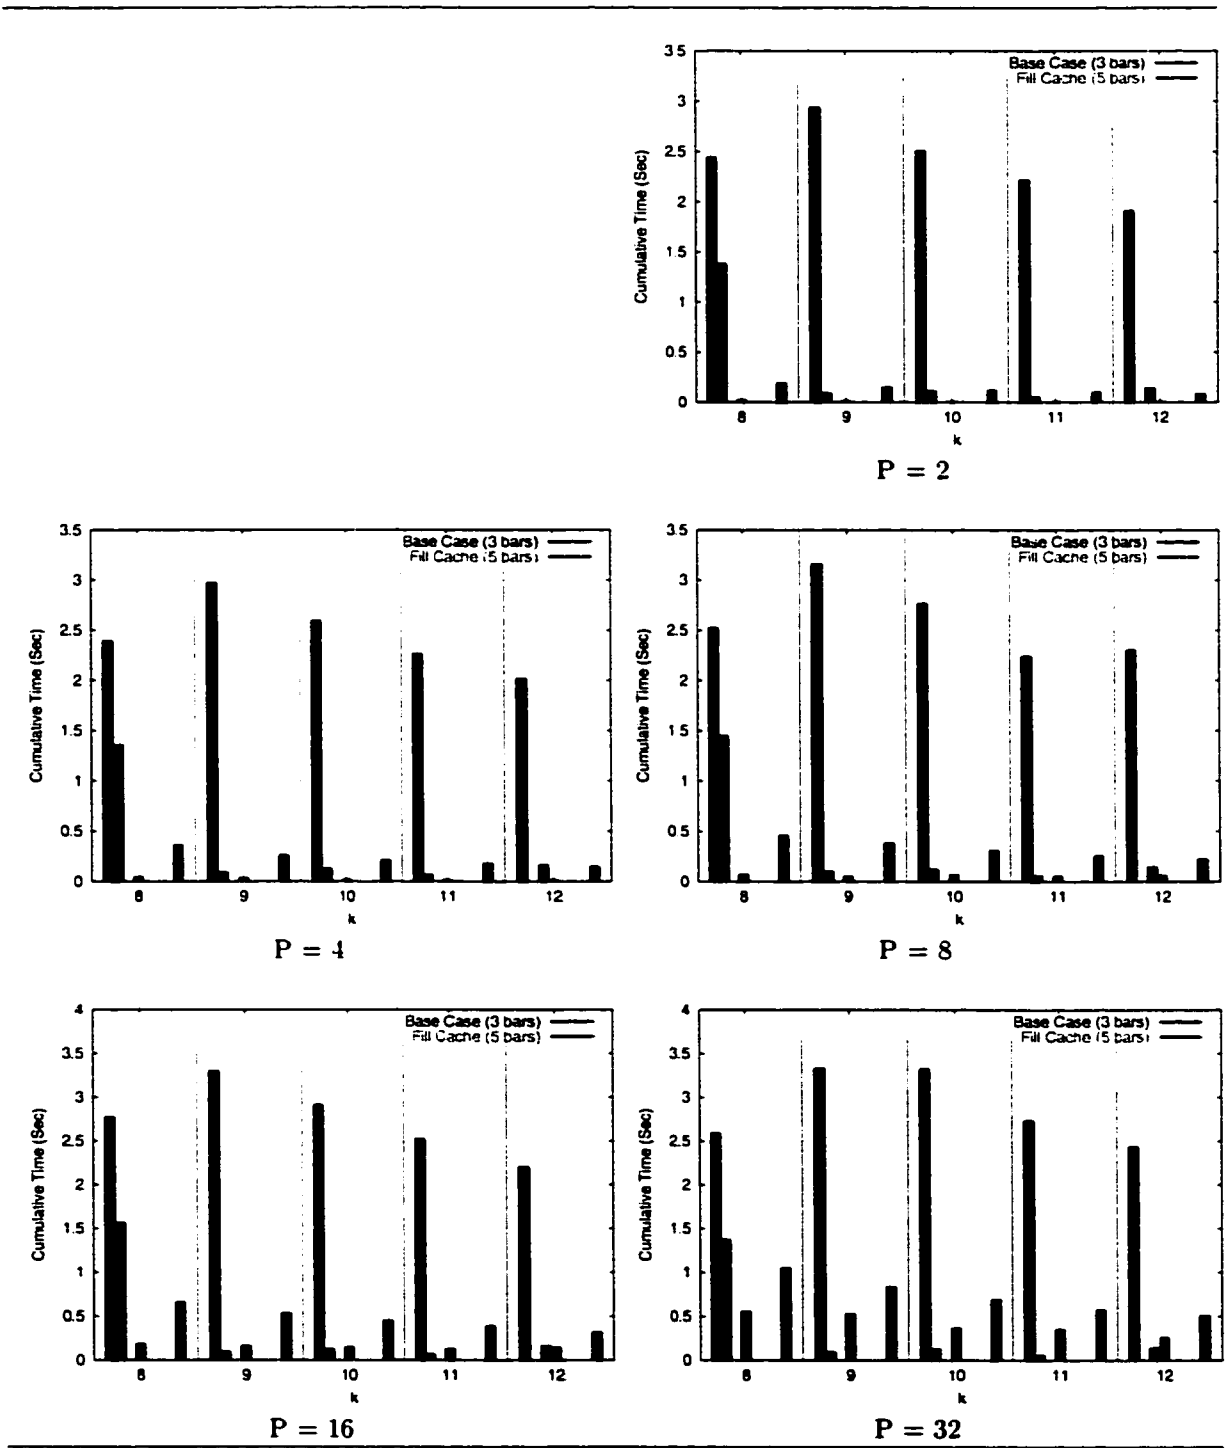 3.5
Base Case (3 bars)
Fill Cache (5 bars)
3
2.5
2
1.5
1
0.5
0
Cumulative Time (Sec)
8 9 10 11 12
k
P = 2
3.5
Base Case (3 bars)
Fill Cache (5 bars)
3
2.5
2
1.5
1
0.5
0
Cumulative Time (Sec)
8 9 10 11 12
k
P = 4
3.5
Base Case (3 bars)
Fill Cache (5 bars)
3
2.5
2
1.5
1
0.5
0
Cumulative Time (Sec)
8 9 10 11 12
k
P = 8
4
Base Case (3 bars)
Fill Cache (5 bars)
3.5
3
2.5
2
1.5
1
0.5
0
Cumulative Time (Sec)
8 9 10 11 12
k
P = 16
4
Base Case (3 bars)
Fill Cache (5 bars)
3.5
3
2.5
2
1.5
1
0.5
0
Cumulative Time (Sec)
8 9 10 11 12
k
P = 32